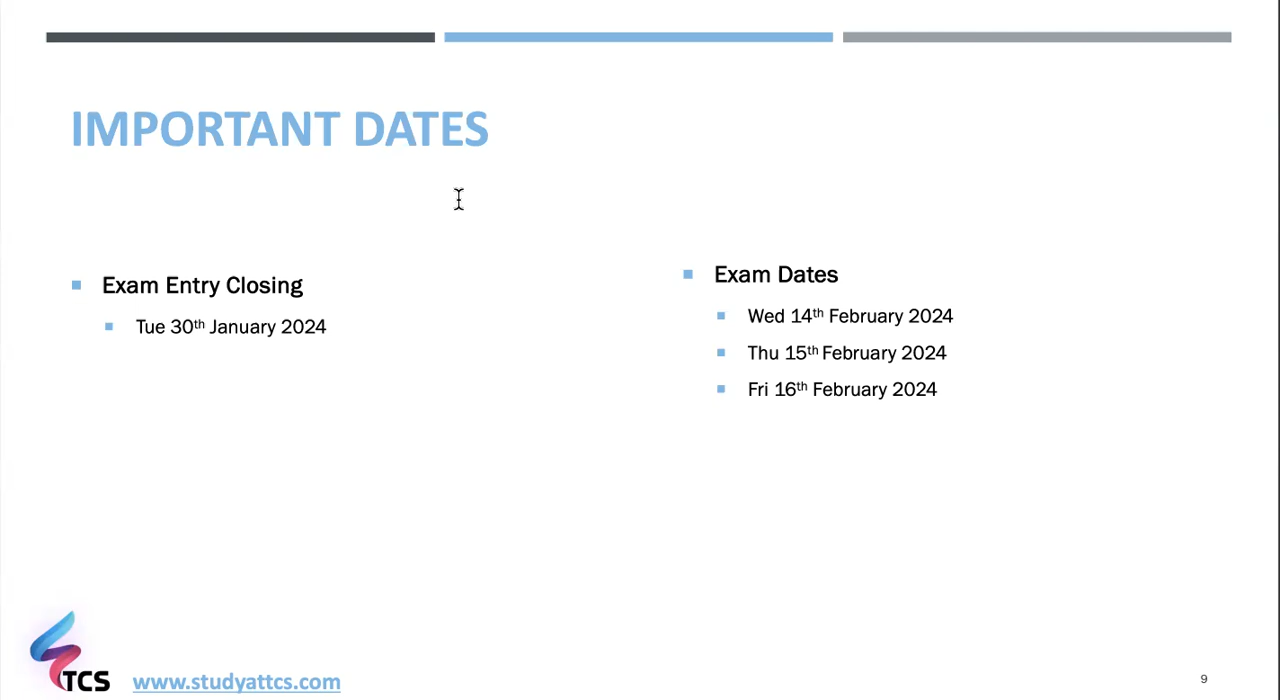 IMPORTANT DATES
Exam Entry Closing
Tue 30th January 2024
Exam Dates
Wed 14th February 2024
Thu 15th February 2024
Fri 16th February 2024
TCS
www.studyattcs.com
9